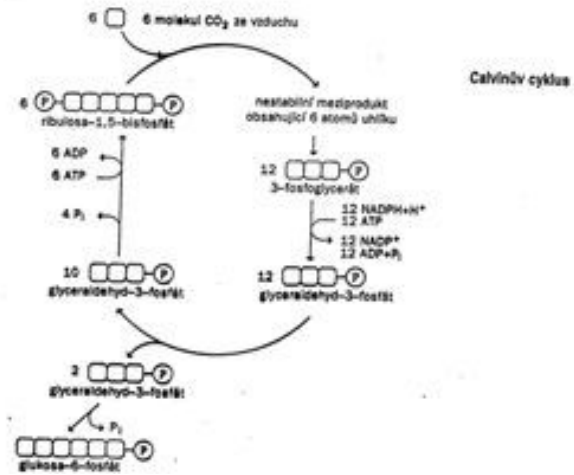 6 6 molekul CO₂ ze vzduchu
Calvinův cyklus
6 P P
ribulosa-1,5-bisfosfát
nestabilní meziprodukt
obsahující 6 atomů uhlíku
6 ADP
6 ATP
4 Pᵢ
12 P
3-fosfoglycerát
12 NADPH+H⁺
12 ATP
12 NADP⁺
12 ADP+Pᵢ
10 P
glyceraldehyd-3-fosfát
12 P
glyceraldehyd-3-fosfát
2 P
glyceraldehyd-3-fosfát
Pᵢ
P
glukosa-6-fosfát